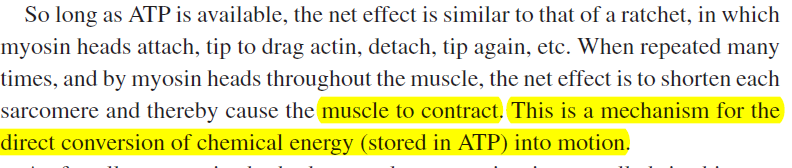 So long as ATP is available, the net effect is similar to that of a ratchet, in which
myosin heads attach, tip to drag actin, detach, tip again, etc. When repeated many
times, and by myosin heads throughout the muscle, the net effect is to shorten each
sarcomere and thereby cause the muscle to contract. This is a mechanism for the
direct conversion of chemical energy (stored in ATP) into motion.